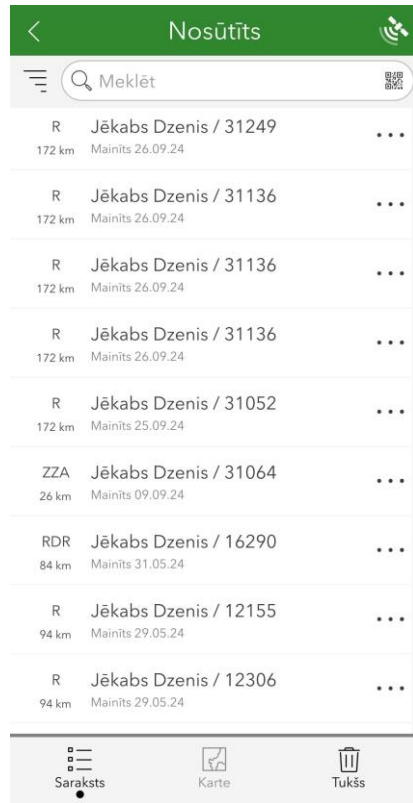 Nosūtīts
Meklēt
R Jēkabs Dzenis / 31249
172 km Mainīts 26.09.24
R Jēkabs Dzenis / 31136
172 km Mainīts 26.09.24
R Jēkabs Dzenis / 31136
172 km Mainīts 26.09.24
R Jēkabs Dzenis / 31136
172 km Mainīts 26.09.24
R Jēkabs Dzenis / 31052
172 km Mainīts 25.09.24
ZZA Jēkabs Dzenis / 31064
26 km Mainīts 09.09.24
RDR Jēkabs Dzenis / 16290
84 km Mainīts 31.05.24
R Jēkabs Dzenis / 12155
94 km Mainīts 29.05.24
R Jēkabs Dzenis / 12306
94 km Mainīts 29.05.24
Saraksts Karte Tukšs